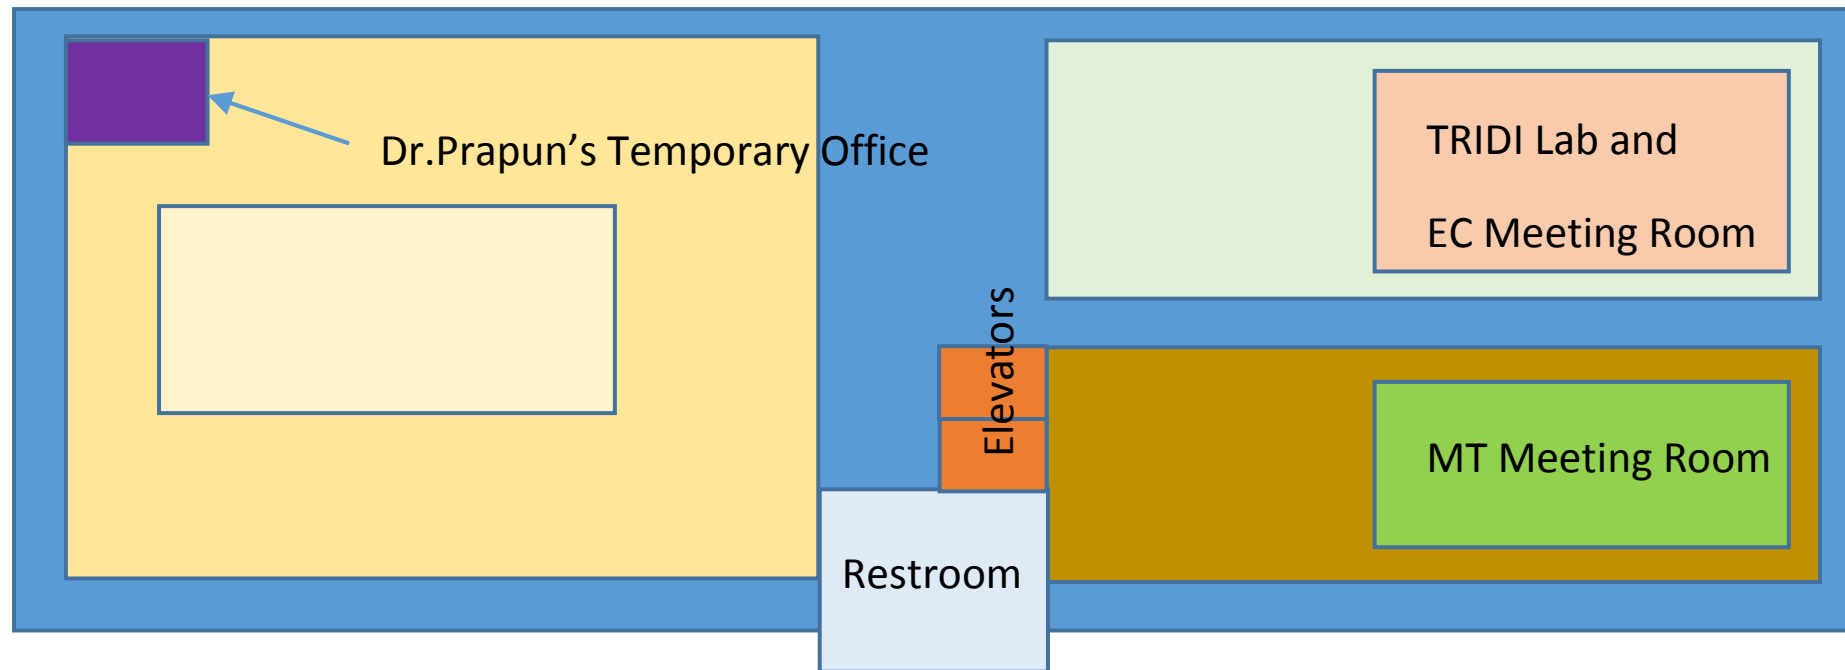 Dr.Prapun’s Temporary Office
TRIDI Lab and
EC Meeting Room
Elevators
MT Meeting Room
Restroom